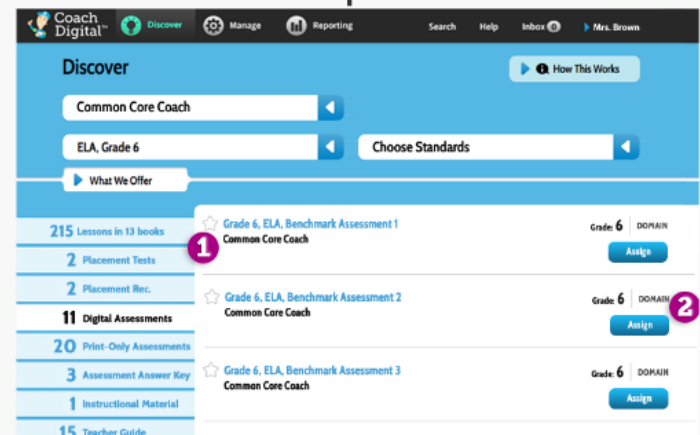 Coach Digital™ Discover Manage Reporting Search Help Inbox 0 Mrs. Brown
Discover
How This Works
Common Core Coach
ELA, Grade 6
Choose Standards
What We Offer
215 Lessons in 13 books
2 Placement Tests
2 Placement Rec.
11 Digital Assessments
20 Print-Only Assessments
3 Assessment Answer Key
1 Instructional Material
15 Teacher Guide
1
Grade 6, ELA, Benchmark Assessment 1
Common Core Coach
Grade: 6 DOMAIN
Assign
Grade 6, ELA, Benchmark Assessment 2
Common Core Coach
Grade: 6 DOMAIN
2
Assign
Grade 6, ELA, Benchmark Assessment 3
Common Core Coach
Grade: 6 DOMAIN
Assign